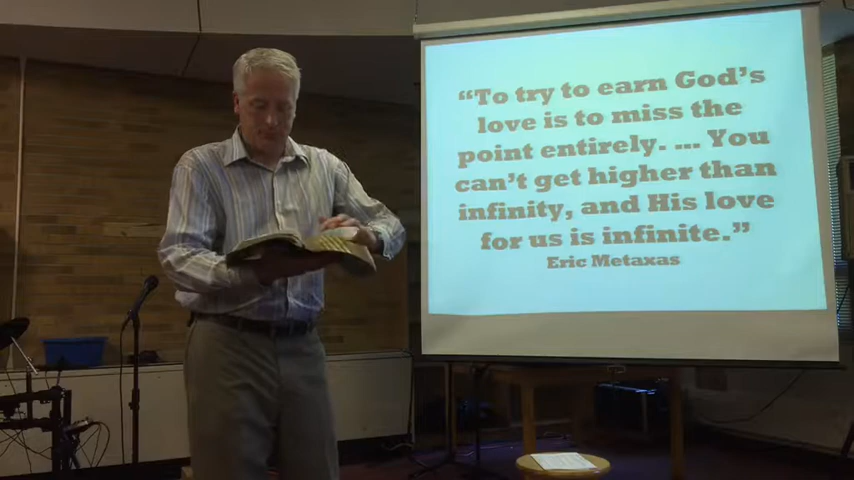 “To try to earn God’s
love is to miss the
point entirely. ... You
can’t get higher than
infinity, and His love
for us is infinite.”
Eric Metaxas